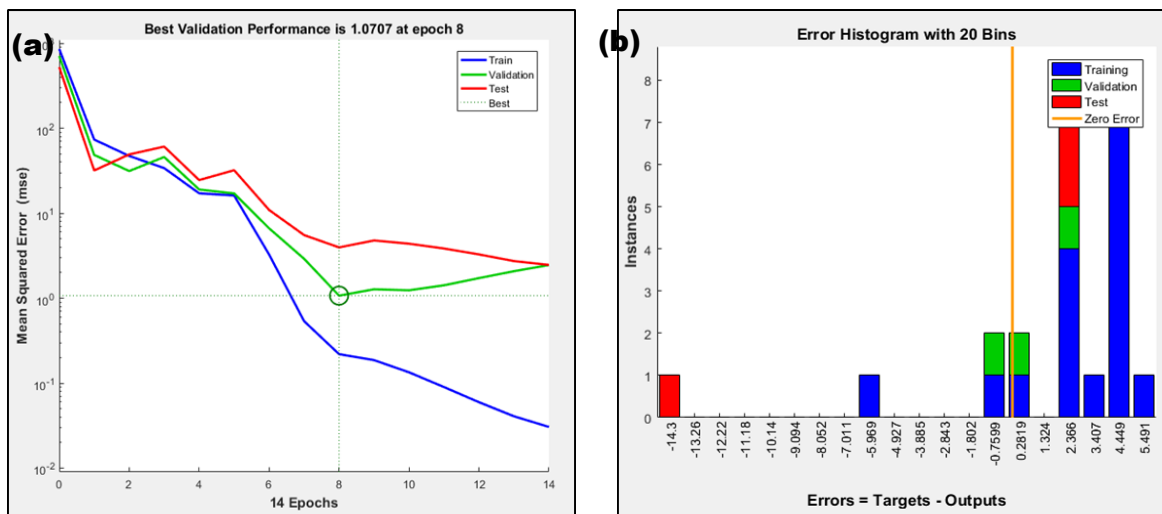 (a)
Best Validation Performance is 1.0707 at epoch 8
Train
Validation
Test
Best
10^2
10^1
10^0
10^-1
10^-2
Mean Squared Error (mse)
0 2 4 6 8 10 12 14
14 Epochs
(b)
Error Histogram with 20 Bins
Training
Validation
Test
Zero Error
8
7
6
5
4
3
2
1
0
Instances
-14.3
-13.26
-12.22
-11.18
-10.14
-9.094
-8.052
-7.011
-5.969
-4.927
-3.885
-2.843
-1.802
-0.7599
0.2819
1.324
2.366
3.407
4.449
5.491
Errors = Targets - Outputs